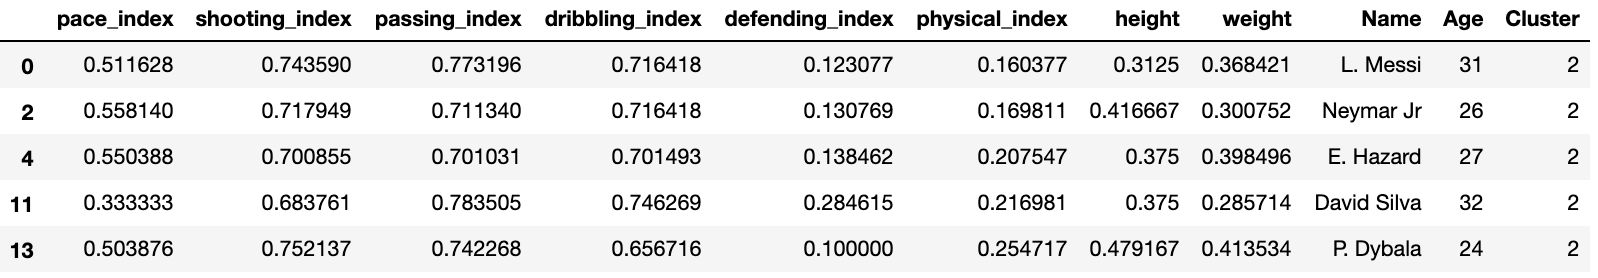 pace_index shooting_index passing_index dribbling_index defending_index physical_index height weight Name Age Cluster
0 0.511628 0.743590 0.773196 0.716418 0.123077 0.160377 0.3125 0.368421 L. Messi 31 2
2 0.558140 0.717949 0.711340 0.716418 0.130769 0.169811 0.416667 0.300752 Neymar Jr 26 2
4 0.550388 0.700855 0.701031 0.701493 0.138462 0.207547 0.375 0.398496 E. Hazard 27 2
11 0.333333 0.683761 0.783505 0.746269 0.284615 0.216981 0.375 0.285714 David Silva 32 2
13 0.503876 0.752137 0.742268 0.656716 0.100000 0.254717 0.479167 0.413534 P. Dybala 24 2